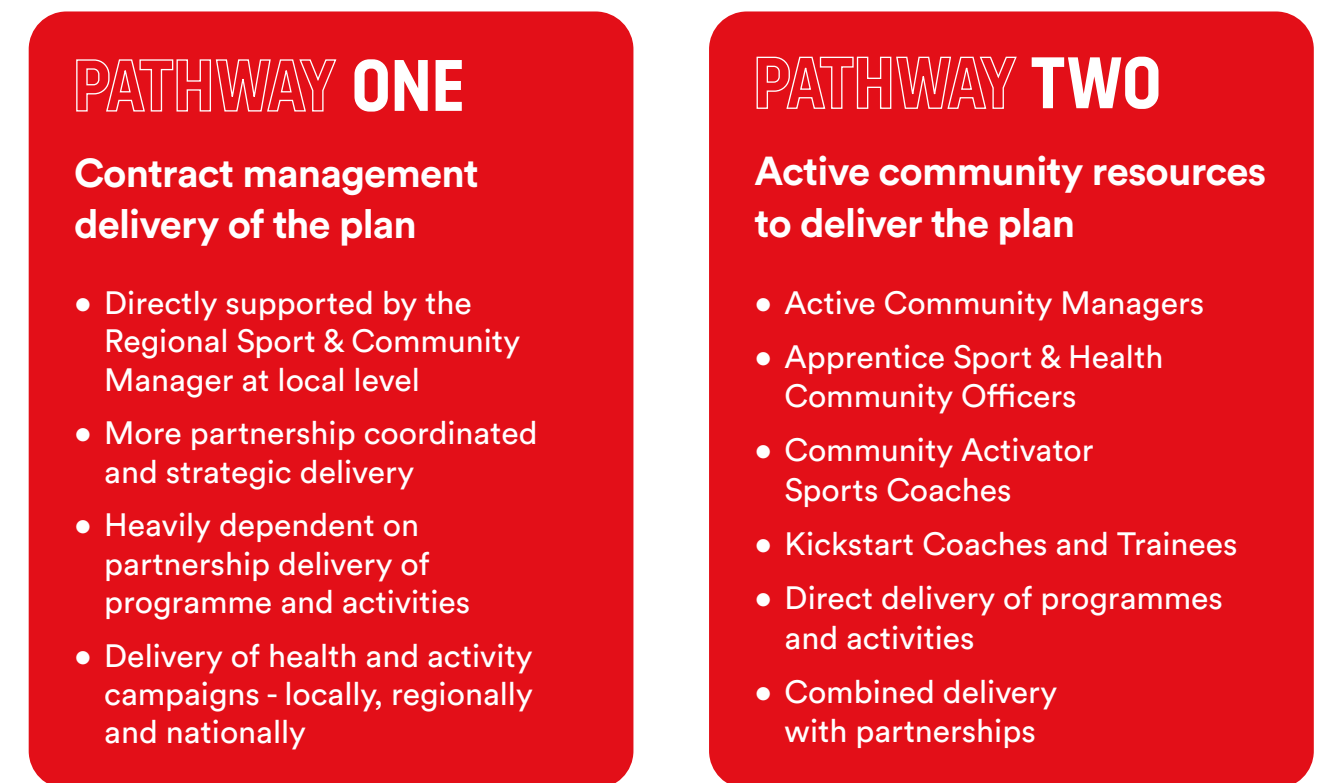 PATHWAY ONE
Contract management
delivery of the plan
● Directly supported by the
Regional Sport & Community
Manager at local level
● More partnership coordinated
and strategic delivery
● Heavily dependent on
partnership delivery of
programme and activities
● Delivery of health and activity
campaigns - locally, regionally
and nationally
PATHWAY TWO
Active community resources
to deliver the plan
● Active Community Managers
● Apprentice Sport & Health
Community Officers
● Community Activator
Sports Coaches
● Kickstart Coaches and Trainees
● Direct delivery of programmes
and activities
● Combined delivery
with partnerships